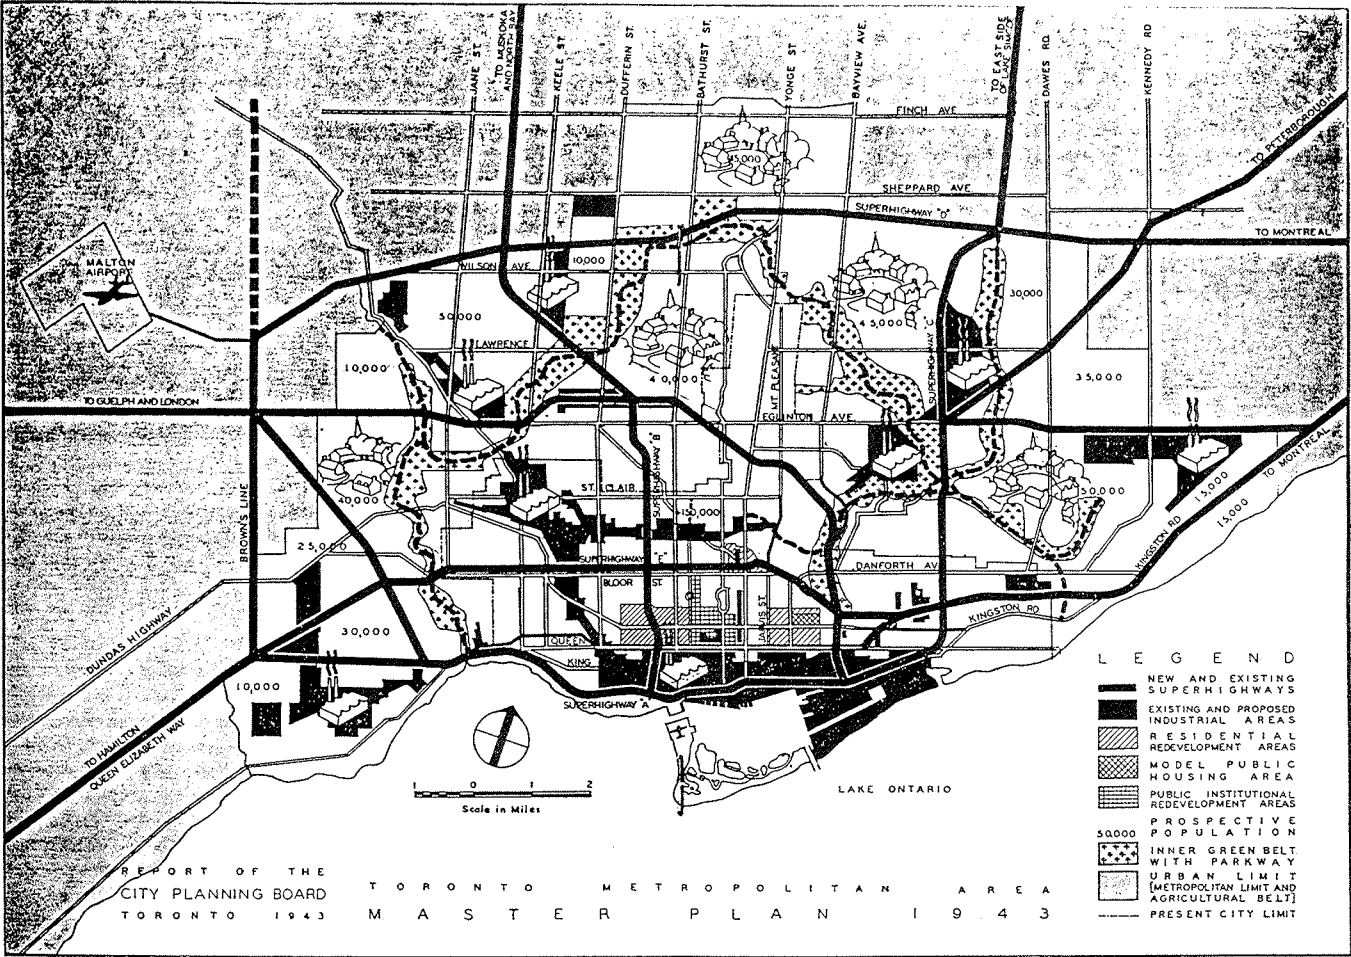 JANE ST.
TO MUSKOKA
AND NORTH BAY
KEELE ST.
DUFFERIN ST.
BATHURST ST.
YONGE ST
BAYVIEW AVE.
TO EAST SIDE
OF LAKE SIMCOE
DAWES RD.
KENNEDY RD
FINCH AVE
TO PETERBOROUGH
15,000
SHEPPARD AVE.
SUPERHIGHWAY "D"
TO MONTREAL
MALTON
AIRPORT
WILSON AVE.
10,000
50,000
45,000
30,000
SUPERHIGHWAY "C"
LAWRENCE
10,000
40,000
MT PLEASANT
35,000
TO GUELPH AND LONDON
EGLINTON AVE.
BROWN'S LINE
40,000
ST. CLAIR
SUPERHIGHWAY "B"
150,000
50,000
15,000
15,000
TO MONTREAL
25,000
SUPERHIGHWAY "E"
BLOOR ST.
DANFORTH AV.
KINGSTON RD
KINGSTON RD
DUNDAS HIGHWAY
30,000
QUEEN
KING
JARVIS ST.
10,000
SUPERHIGHWAY "A"
TO HAMILTON
QUEEN ELIZABETH WAY
1 0 1 2
Scale in Miles
LAKE ONTARIO
LEGEND
NEW AND EXISTING
SUPERHIGHWAYS
EXISTING AND PROPOSED
INDUSTRIAL AREAS
RESIDENTIAL
REDEVELOPMENT AREAS
MODEL PUBLIC
HOUSING AREA
PUBLIC INSTITUTIONAL
REDEVELOPMENT AREAS
PROSPECTIVE
50,000 POPULATION
INNER GREEN BELT
WITH PARKWAY
URBAN LIMIT
[METROPOLITAN LIMIT AND
AGRICULTURAL BELT]
PRESENT CITY LIMIT
REPORT OF THE
CITY PLANNING BOARD
TORONTO 1943
TORONTO METROPOLITAN AREA
MASTER PLAN 1943